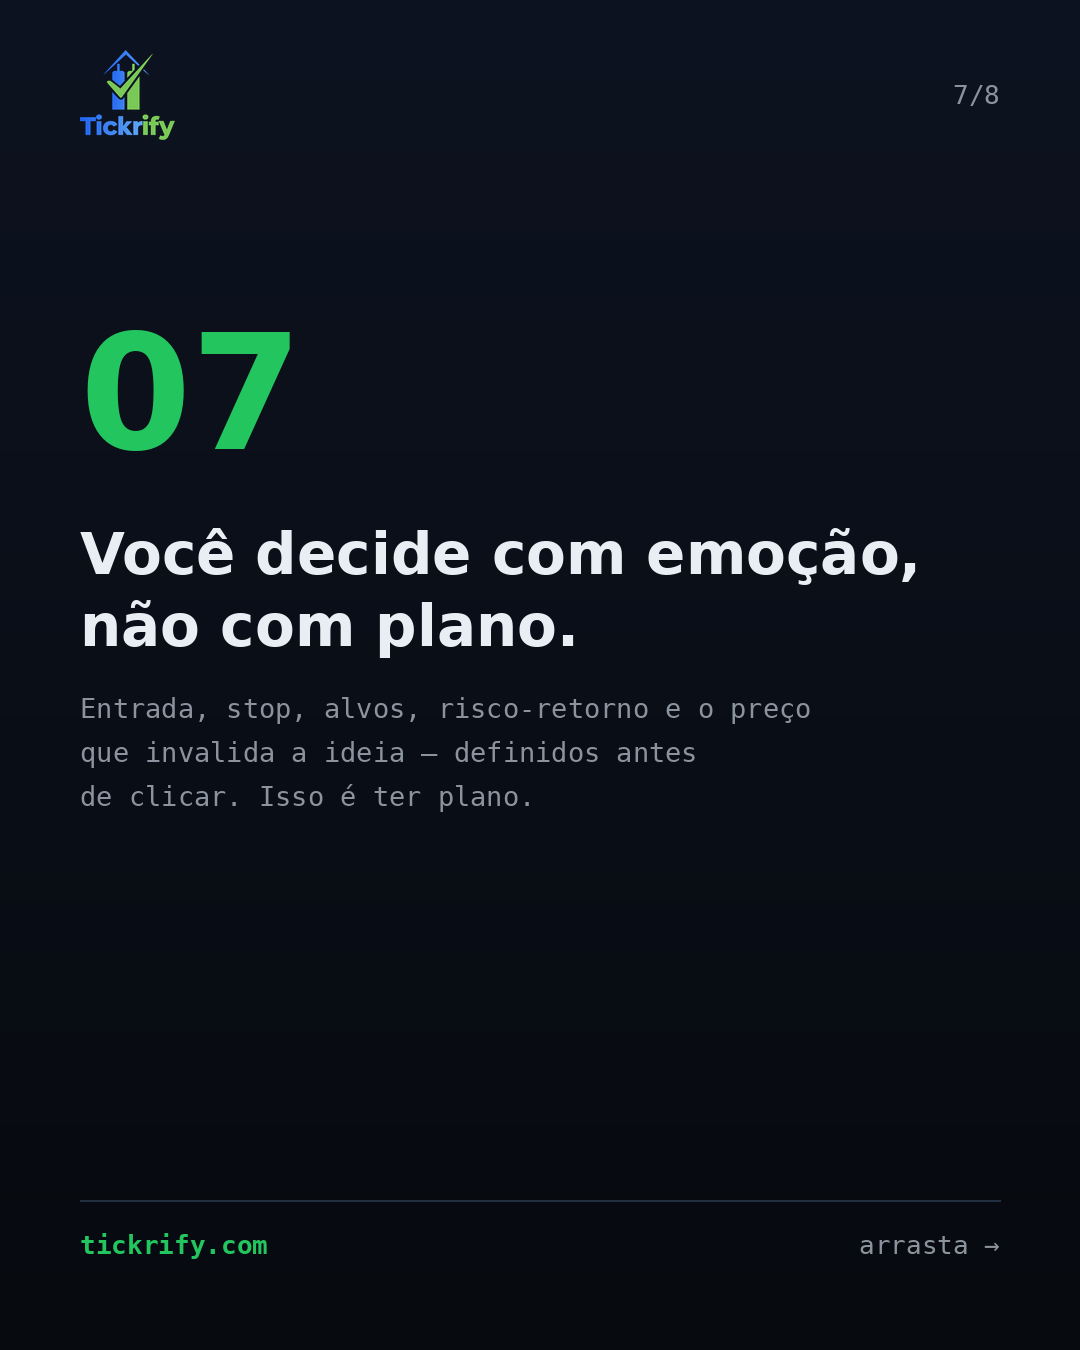 Tickrify
7/8
07
Você decide com emoção,
não com plano.
Entrada, stop, alvos, risco-retorno e o preço
que invalida a ideia — definidos antes
de clicar. Isso é ter plano.
tickrify.com
arrasta →